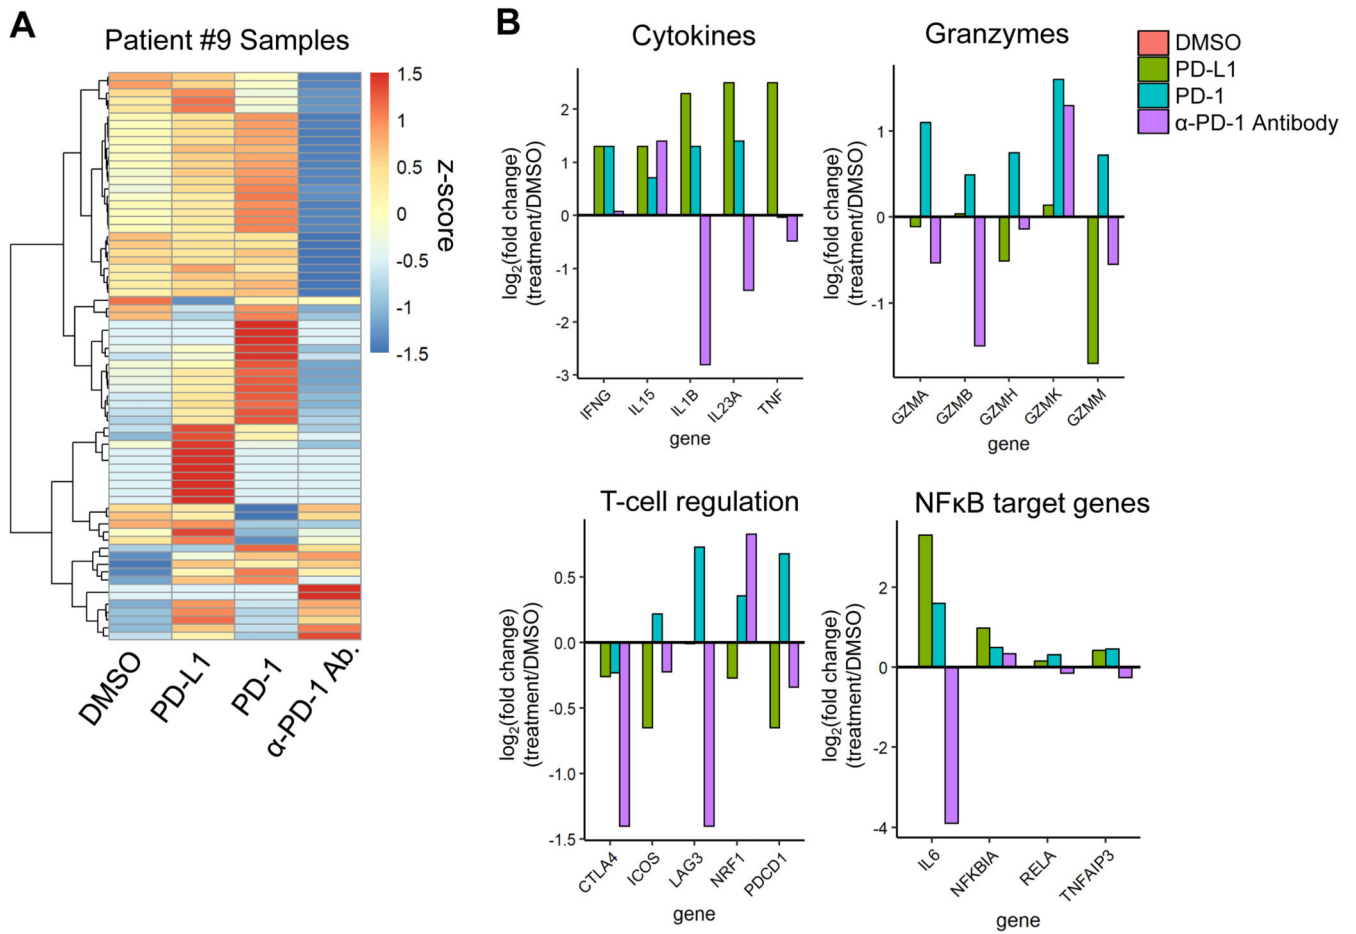 A
Patient #9 Samples
1.5
1
0.5
0
-0.5
-1
-1.5
z-score
DMSO
PD-L1
PD-1
α-PD-1 Ab.
B
Cytokines
log2(fold change)
(treatment/DMSO)
2
1
0
-1
-2
-3
IFNG
IL15
IL1B
IL23A
TNF
gene
Granzymes
log2(fold change)
(treatment/DMSO)
1
0
-1
GZMA
GZMB
GZMH
GZMK
GZMM
gene
DMSO
PD-L1
PD-1
α-PD-1 Antibody
T-cell regulation
log2(fold change)
(treatment/DMSO)
0.5
0.0
-0.5
-1.0
-1.5
CTLA4
ICOS
LAG3
NRF1
PDCD1
gene
NFκB target genes
log2(fold change)
(treatment/DMSO)
2
0
-2
-4
IL6
NFKBIA
RELA
TNFAIP3
gene